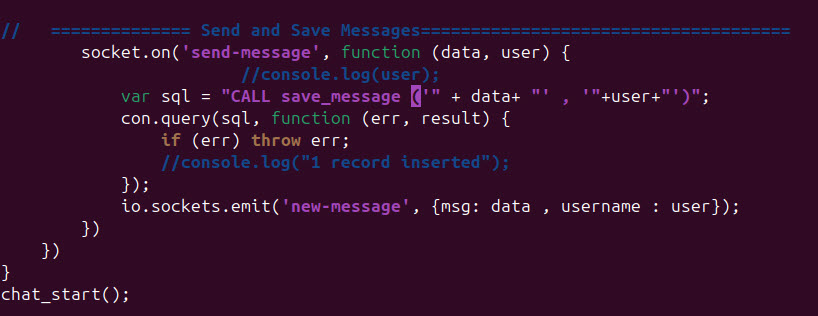 //   ============== Send and Save Messages=====================================
        socket.on('send-message', function (data, user) {
                        //console.log(user);
            var sql = "CALL save_message ('" + data+ "' , '"+user+"')";
            con.query(sql, function (err, result) {
                if (err) throw err;
                //console.log("1 record inserted");
            });
            io.sockets.emit('new-message', {msg: data , username : user});
        })
    })
}
chat_start();